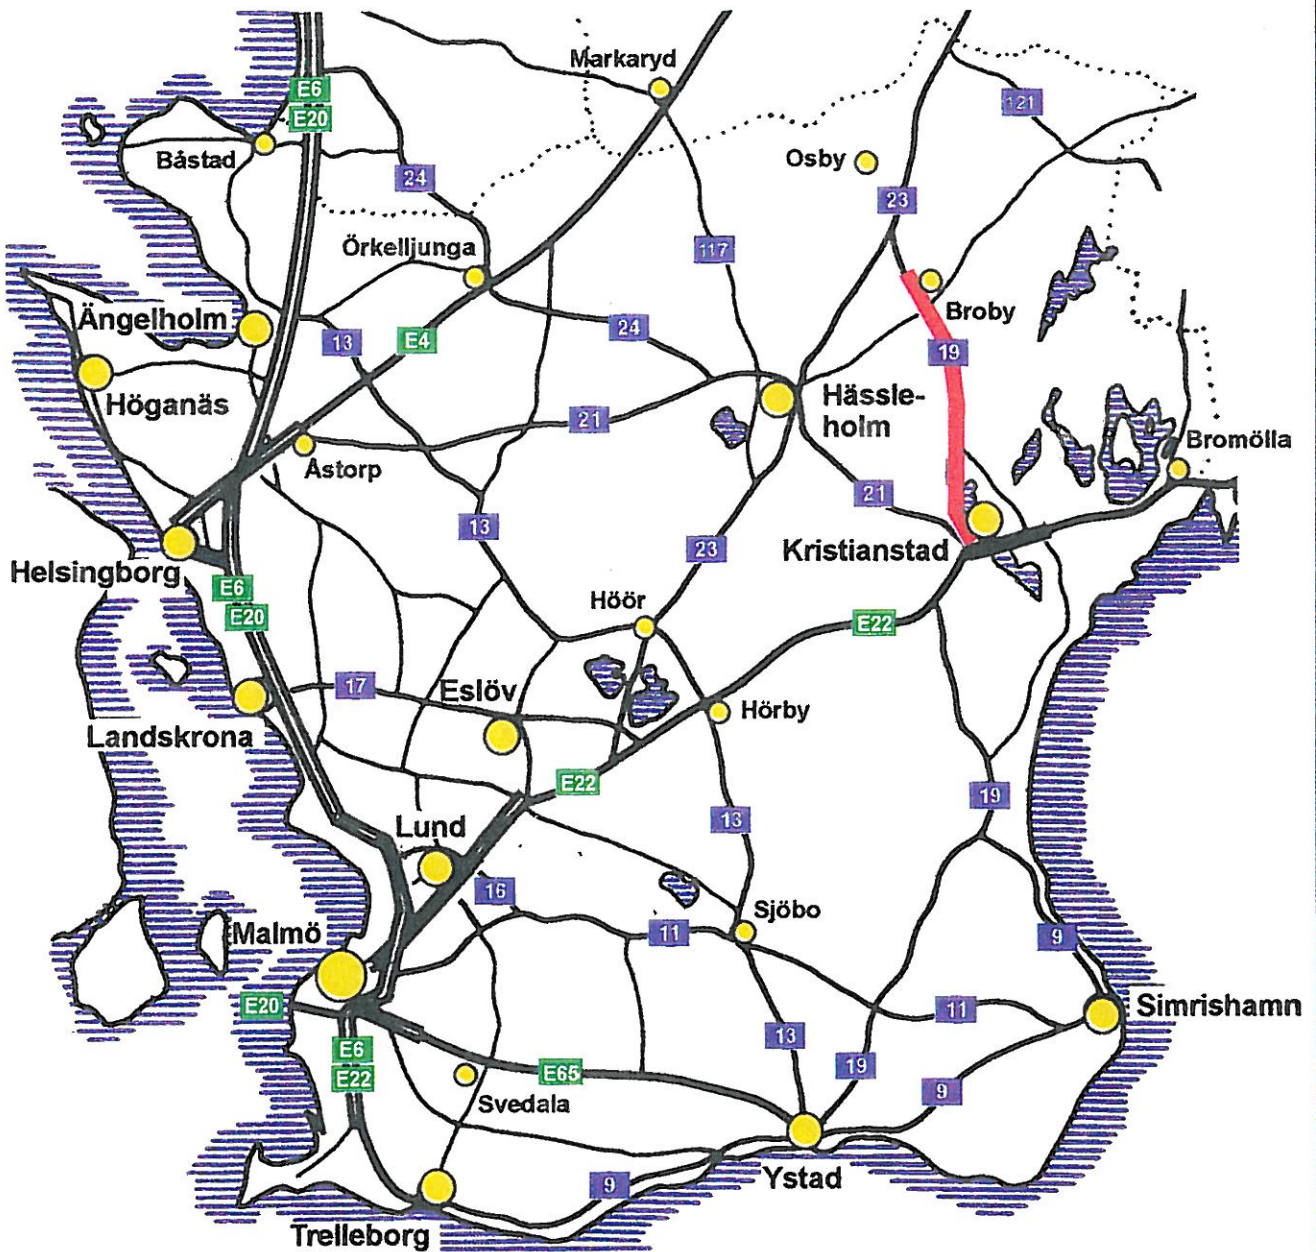 Markaryd
E6
E20
121
Båstad
Osby
24
23
Örkelljunga
117
Broby
Ängelholm
24
13
E4
19
Höganäs
Hässle-
holm
21
Bromölla
Åstorp
21
13
23
Kristianstad
Helsingborg
E6
E20
Höör
E22
17
Eslöv
Hörby
Landskrona
E22
19
13
Lund
16
Sjöbo
Malmö
11
9
E20
11
Simrishamn
13
E6
E22
E65
19
9
Svedala
Ystad
9
Trelleborg